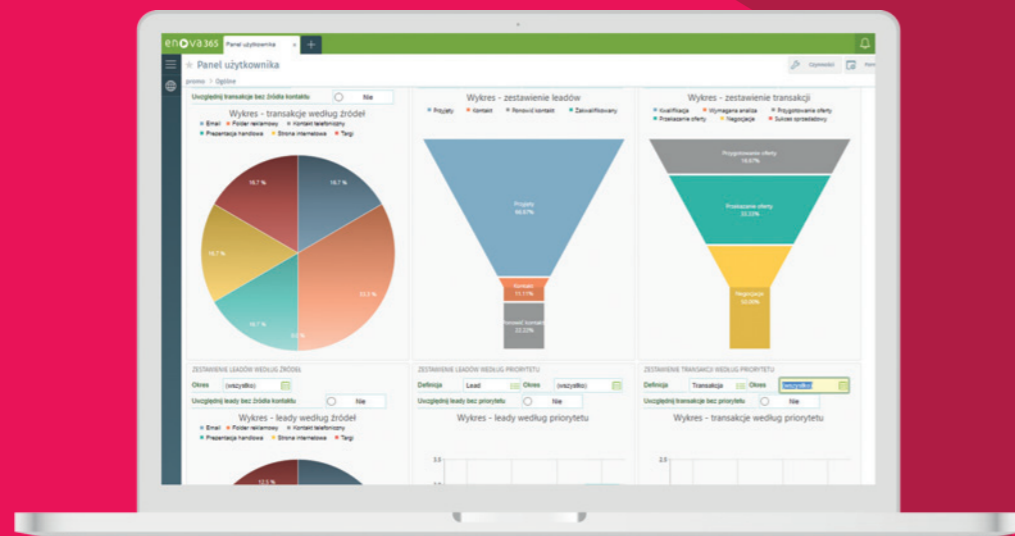 enova365 Panel użytkownika × +
Panel użytkownika
Czynności
promo > Ogólne
Uwzględnij transakcje bez źródła kontaktu Nie
Wykres - transakcje według źródeł
Email Folder reklamowy Kontakt telefoniczny
Prezentacja handlowa Strona internetowa Targi
16.7 % 16.7 %
16.7 %
33.3 %
16.7 %
0.0 %
Wykres - zestawienie leadów
Przyjęty Kontakt Ponowić kontakt Zakwalifikowany
Przyjęty
66.67%
Kontakt
11.11%
Ponowić kontakt
22.22%
Wykres - zestawienie transakcji
Kwalifikacja Wymagana analiza Przygotowanie oferty
Przekazanie oferty Negocjacje Sukces sprzedażowy
Przygotowanie oferty
16.67%
Przekazanie oferty
33.33%
Negocjacje
50.00%
ZESTAWIENIE LEADÓW WEDŁUG ŹRÓDEŁ
Okres (wszystko)
Uwzględnij leady bez źródła kontaktu Nie
Wykres - leady według źródeł
Email Folder reklamowy Kontakt telefoniczny
Prezentacja handlowa Strona internetowa Targi
12.5 %
ZESTAWIENIE LEADÓW WEDŁUG PRIORYTETU
Definicja Lead Okres (wszystko)
Uwzględnij leady bez priorytetu Nie
Wykres - leady według priorytetu
3.5
ZESTAWIENIE TRANSAKCJI WEDŁUG PRIORYTETU
Definicja Transakcja Okres (wszystko)
Uwzględnij transakcje bez priorytetu Nie
Wykres - transakcje według priorytetu
2.5